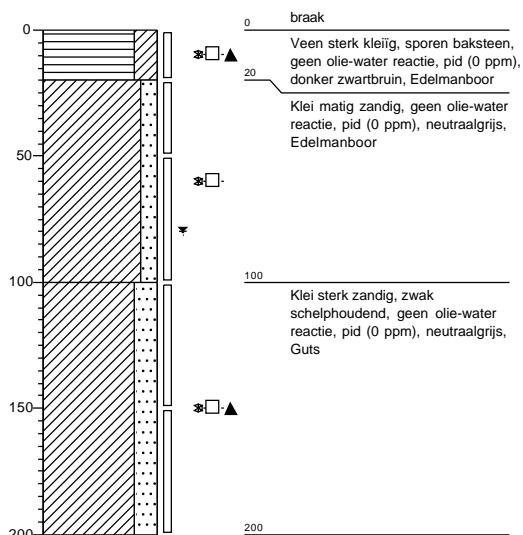 0
0
braak
Veen sterk kleiïg, sporen baksteen,
geen olie-water reactie, pid (0 ppm),
donker zwartbruin, Edelmanboor
20
Klei matig zandig, geen olie-water
reactie, pid (0 ppm), neutraalgrijs,
Edelmanboor
50
100
100
Klei sterk zandig, zwak
schelphoudend, geen olie-water
reactie, pid (0 ppm), neutraalgrijs,
Guts
150
200
200